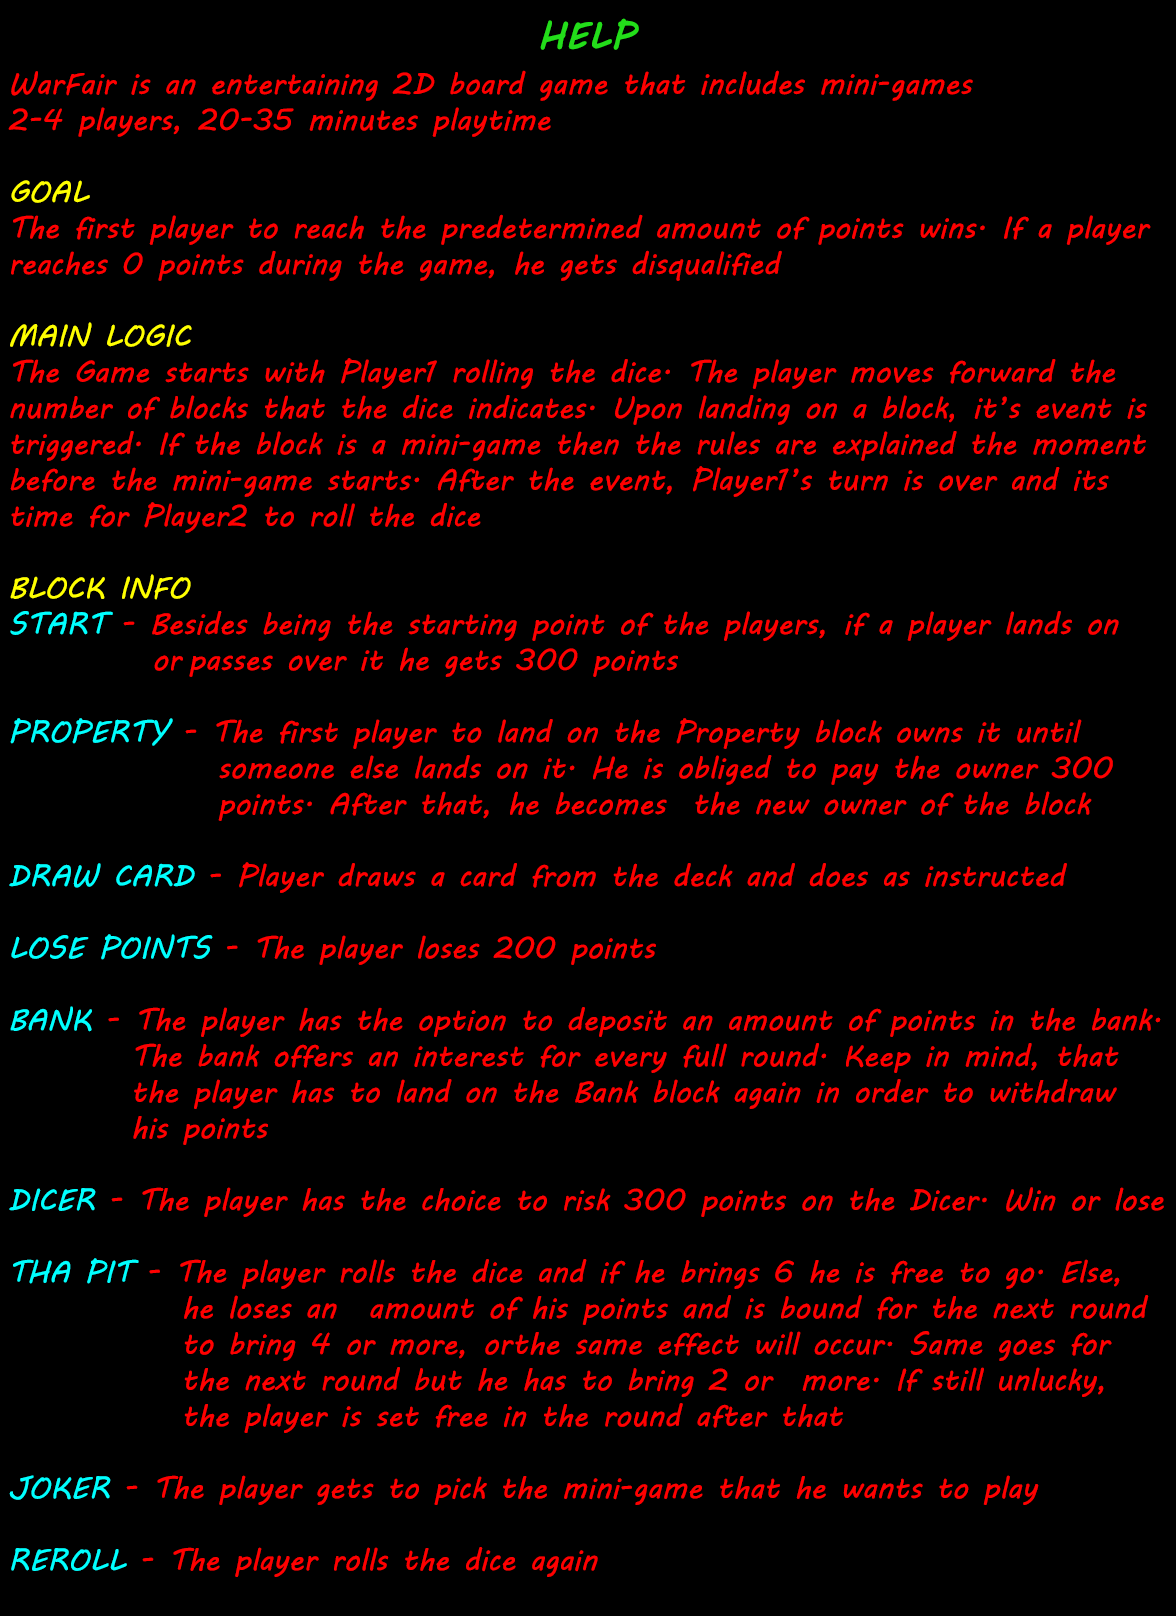 HELP
WarFair is an entertaining 2D board game that includes mini-games
2-4 players, 20-35 minutes playtime
GOAL
The first player to reach the predetermined amount of points wins. If a player
reaches 0 points during the game, he gets disqualified
MAIN LOGIC
The Game starts with Player1 rolling the dice. The player moves forward the
number of blocks that the dice indicates. Upon landing on a block, it's event is
triggered. If the block is a mini-game then the rules are explained the moment
before the mini-game starts. After the event, Player1's turn is over and its
time for Player2 to roll the dice
BLOCK INFO
START - Besides being the starting point of the players, if a player lands on
or passes over it he gets 300 points
PROPERTY - The first player to land on the Property block owns it until
someone else lands on it. He is obliged to pay the owner 300
points. After that, he becomes the new owner of the block
DRAW CARD - Player draws a card from the deck and does as instructed
LOSE POINTS - The player loses 200 points
BANK - The player has the option to deposit an amount of points in the bank.
The bank offers an interest for every full round. Keep in mind, that
the player has to land on the Bank block again in order to withdraw
his points
DICER - The player has the choice to risk 300 points on the Dicer. Win or lose
THA PIT - The player rolls the dice and if he brings 6 he is free to go. Else,
he loses an amount of his points and is bound for the next round
to bring 4 or more, orthe same effect will occur. Same goes for
the next round but he has to bring 2 or more. If still unlucky,
the player is set free in the round after that
JOKER - The player gets to pick the mini-game that he wants to play
REROLL - The player rolls the dice again